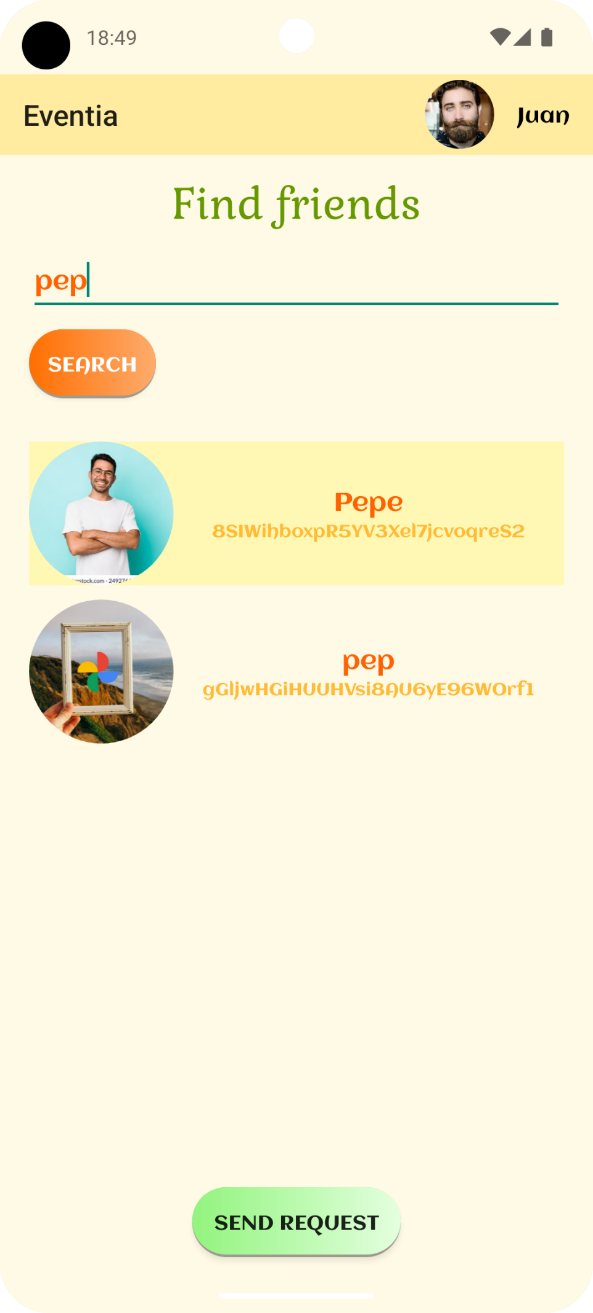 18:49
Eventia
Juan
Find friends
pep
SEARCH
Pepe
8SIWihboxpR5YV3Xel7jcvoqreS2
pep
gGljwHGiHUUHVsi8AU6yE96WOrf1
SEND REQUEST